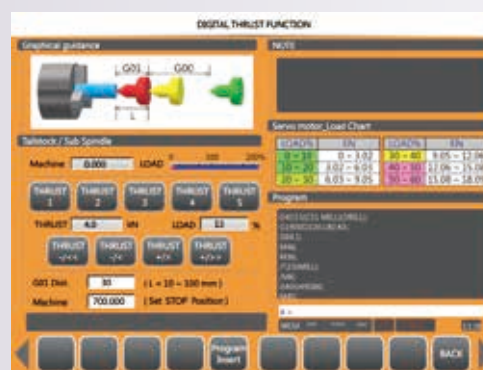 DIGITAL THRUST FUNCTION
Graphical guidance
G01 G00
L
NOTE
Tailstock / Sub Spindle
Machine 0.000 LOAD 0 100 200%
THRUST 1
THRUST 2
THRUST 3
THRUST 4
THRUST 5
THRUST 4.0 kN LOAD 13 %
THRUST -/<<
THRUST -/<
THRUST +/>
THRUST +/>>
G01 Dist. 30 ( L = 10 ~ 100 mm )
Machine 700.000 ( Set STOP Position )
Servo motor_Load Chart
LOAD% KN LOAD% KN
0 ~ 10 0 ~ 3.02 30 ~ 40 9.05 ~ 12.06
10 ~ 20 3.02 ~ 6.03 40 ~ 50 12.06 ~ 15.08
20 ~ 30 6.03 ~ 9.05 50 ~ 60 15.08 ~ 18.09
Program
Program Insert
BACK